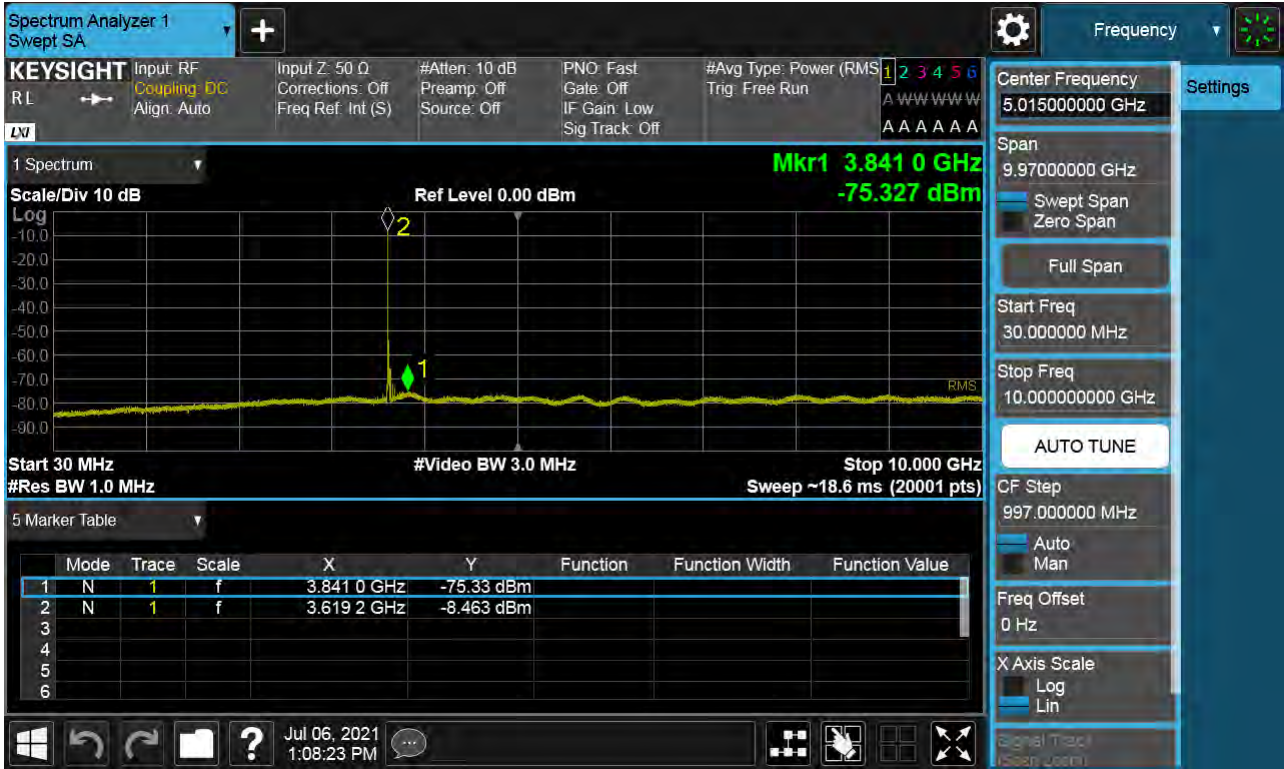 Spectrum Analyzer 1
Swept SA
+
Frequency
KEYSIGHT
R L
LXI
Input: RF
Coupling: DC
Align: Auto
Input Z: 50 Ω
Corrections: Off
Freq Ref: Int (S)
#Atten: 10 dB
Preamp: Off
Source: Off
PNO: Fast
Gate: Off
IF Gain: Low
Sig Track: Off
#Avg Type: Power (RMS
Trig: Free Run
1 2 3 4 5 6
A W W W W W
A A A A A A
1 Spectrum
Scale/Div 10 dB
Ref Level 0.00 dBm
Mkr1 3.841 0 GHz
-75.327 dBm
Log
-10.0
-20.0
-30.0
-40.0
-50.0
-60.0
-70.0
-80.0
-90.0
2
1
RMS
Start 30 MHz
#Video BW 3.0 MHz
Stop 10.000 GHz
#Res BW 1.0 MHz
Sweep ~18.6 ms (20001 pts)
5 Marker Table
Mode Trace Scale X Y Function Function Width Function Value
1 N 1 f 3.841 0 GHz -75.33 dBm
2 N 1 f 3.619 2 GHz -8.463 dBm
3
4
5
6
Jul 06, 2021
1:08:23 PM
?
Center Frequency
5.015000000 GHz
Settings
Span
9.97000000 GHz
Swept Span
Zero Span
Full Span
Start Freq
30.000000 MHz
Stop Freq
10.000000000 GHz
AUTO TUNE
CF Step
997.000000 MHz
Auto
Man
Freq Offset
0 Hz
X Axis Scale
Log
Lin
Signal Track
(Span Zoom)